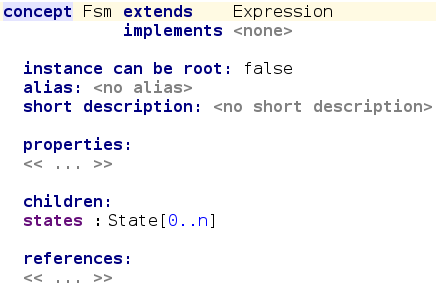 concept Fsm extends Expression
implements <none>
instance can be root: false
alias: <no alias>
short description: <no short description>
properties:
<< ... >>
children:
states : State[0..n]
references:
<< ... >>